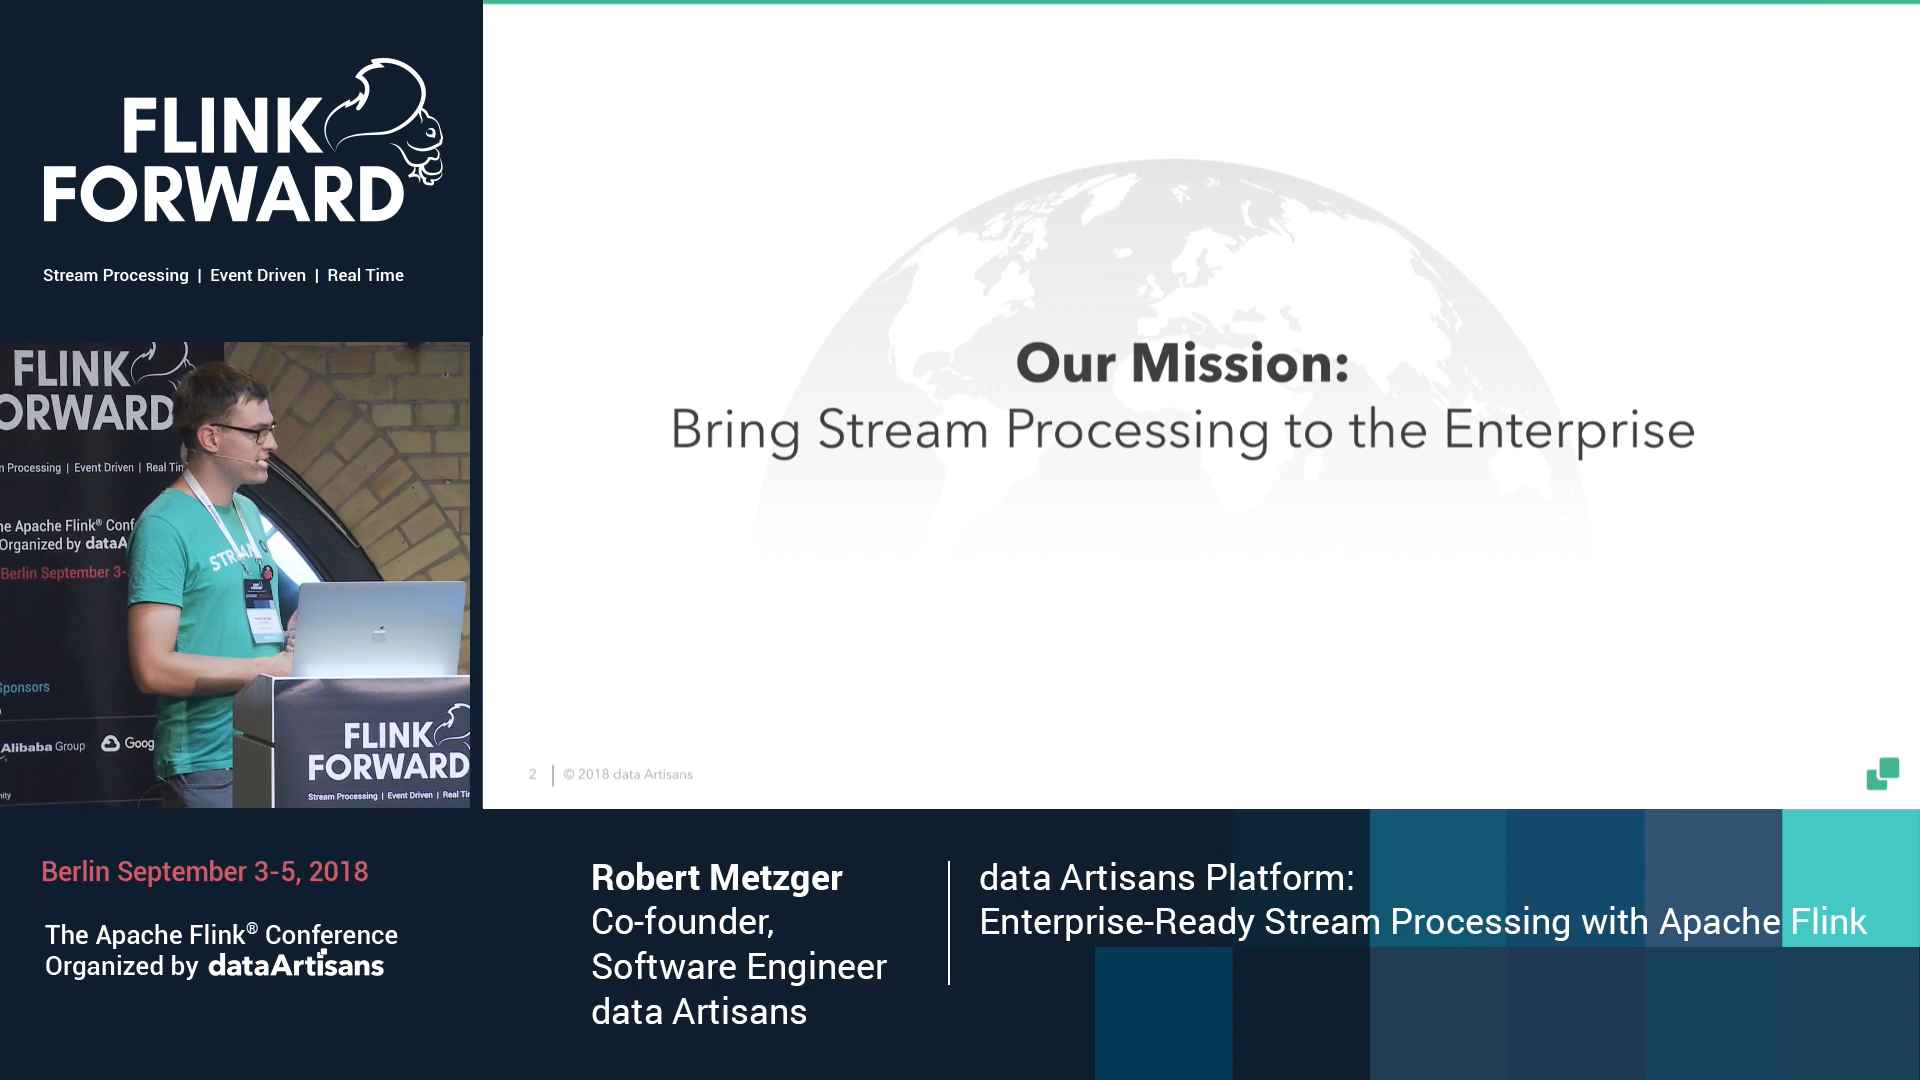 FLINK
FORWARD
Stream Processing | Event Driven | Real Time
FLINK
ORWARD
Processing | Event Driven | Real Tim
he Apache Flink® Conf
Organized by dataA
Berlin September 3-
STREAM
Sponsors
Alibaba Group
Goog
FLINK
FORWARD
Stream Processing | Event Driven | Real Ti
Our Mission:
Bring Stream Processing to the Enterprise
2 | © 2018 data Artisans
Berlin September 3-5, 2018
The Apache Flink® Conference
Organized by dataArtisans
Robert Metzger
Co-founder,
Software Engineer
data Artisans
data Artisans Platform:
Enterprise-Ready Stream Processing with Apache Flink